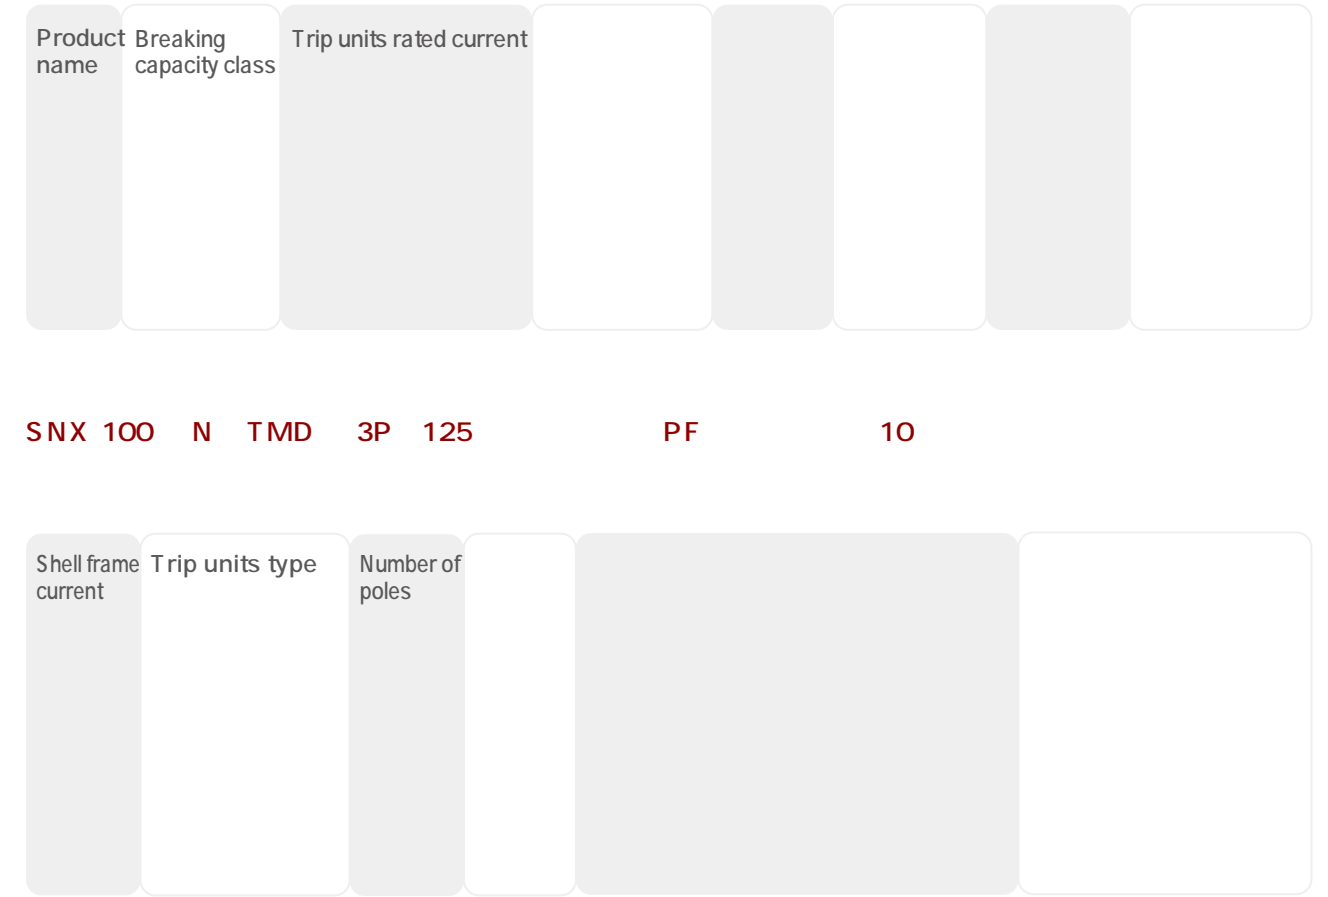 Product name
Breaking capacity class
Trip units rated current
SNX 100 N TMD 3P 125 PF 10
Shell frame current
Trip units type
Number of poles